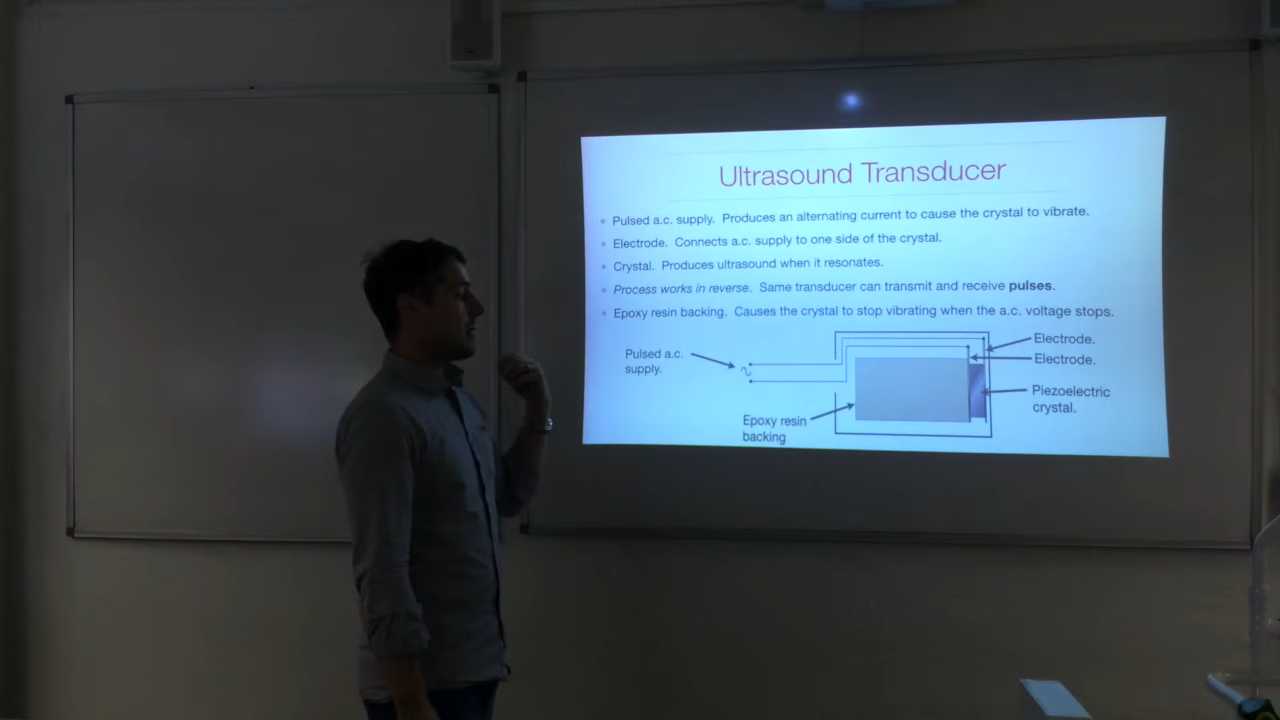 Ultrasound Transducer
Pulsed a.c. supply. Produces an alternating current to cause the crystal to vibrate.
Electrode. Connects a.c. supply to one side of the crystal.
Crystal. Produces ultrasound when it resonates.
Process works in reverse. Same transducer can transmit and receive pulses.
Epoxy resin backing. Causes the crystal to stop vibrating when the a.c. voltage stops.
Pulsed a.c.
supply.
Electrode.
Electrode.
Piezoelectric
crystal.
Epoxy resin
backing